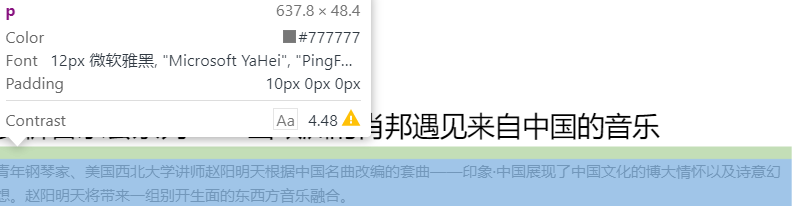 p 637.8 × 48.4
Color #777777
Font 12px 微软雅黑, "Microsoft YaHei", "PingF...
Padding 10px 0px 0px
Contrast Aa 4.48
肖邦遇见来自中国的音乐
青年钢琴家、美国西北大学讲师赵阳明天根据中国名曲改编的套曲——印象·中国展现了中国文化的博大情怀以及诗意幻
想。赵阳明天将带来一组别开生面的东西方音乐融合。